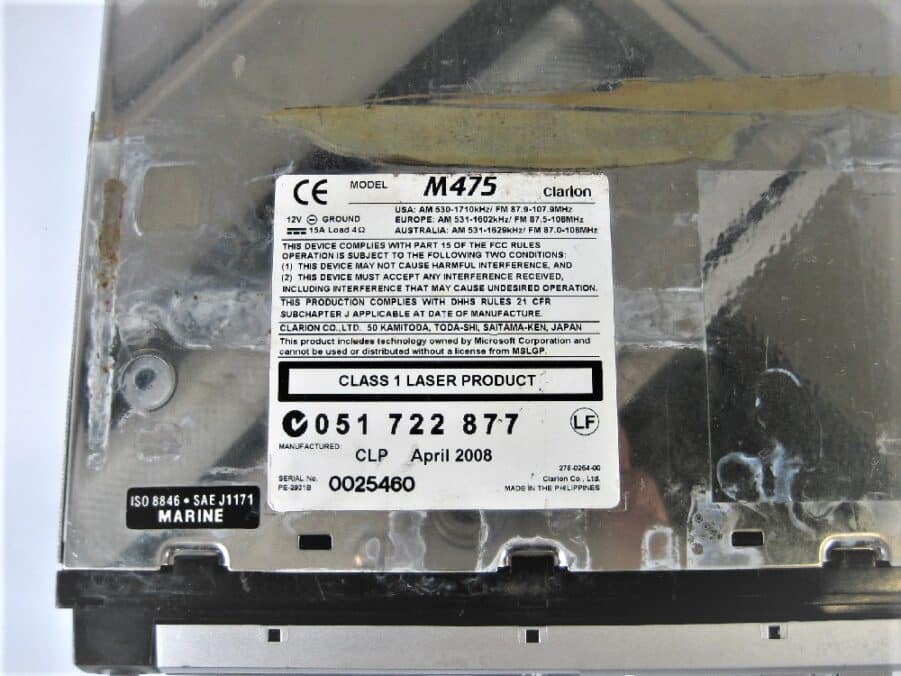 CE MODEL M475 Clarion
USA: AM 530-1710kHz/ FM 87.9-107.9MHz
12V ⊖ GROUND EUROPE: AM 531-1602kHz/ FM 87.5-108MHz
15A Load 4Ω AUSTRALIA: AM 531-1629kHz/ FM 87.0-108MHz
THIS DEVICE COMPLIES WITH PART 15 OF THE FCC RULES
OPERATION IS SUBJECT TO THE FOLLOWING TWO CONDITIONS:
(1) THIS DEVICE MAY NOT CAUSE HARMFUL INTERFERENCE, AND
(2) THIS DEVICE MUST ACCEPT ANY INTERFERENCE RECEIVED,
INCLUDING INTERFERENCE THAT MAY CAUSE UNDESIRED OPERATION.
THIS PRODUCTION COMPLIES WITH DHHS RULES 21 CFR
SUBCHAPTER J APPLICABLE AT DATE OF MANUFACTURE.
CLARION CO.,LTD. 50 KAMITODA, TODA-SHI, SAITAMA-KEN, JAPAN
This product includes technology owned by Microsoft Corporation and
cannot be used or distributed without a license from MSLGP.
CLASS 1 LASER PRODUCT
051 722 877 LF
MANUFACTURED:
CLP April 2008
276-0264-00
SERIAL No. 0025460 Clarion Co., Ltd.
PE-2931B MADE IN THE PHILIPPINES
ISO 8846 • SAE J1171
MARINE